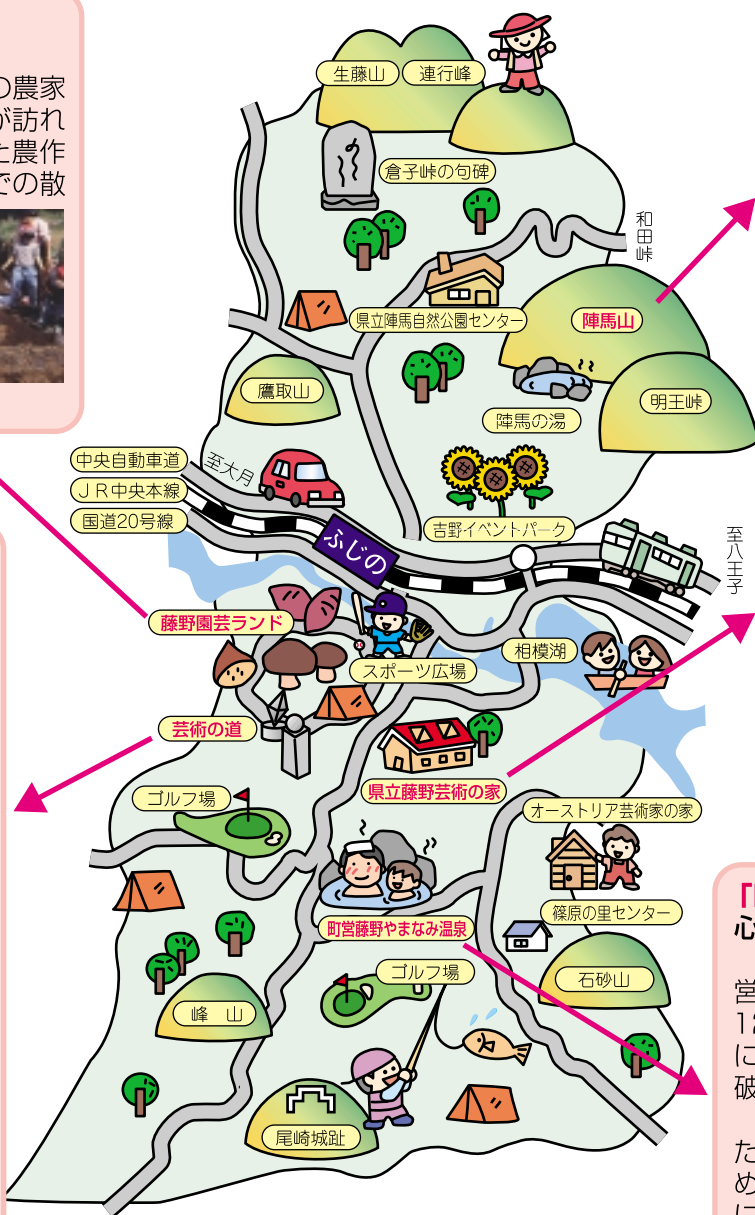 の農家
が訪れ
た農作
での散
生藤山
連行峰
倉子峠の句碑
和田峠
県立陣馬自然公園センター
陣馬山
鷹取山
陣馬の湯
明王峠
中央自動車道
至大月
JR中央本線
国道20号線
吉野イベントパーク
ふじの
至八王子
藤野園芸ランド
スポーツ広場
相模湖
芸術の道
県立藤野芸術の家
ゴルフ場
オーストリア芸術家の家
篠原の里センター
町営藤野やまなみ温泉
ゴルフ場
石砂山
峰 山
尾崎城趾
心
営
12
に
破
た
め